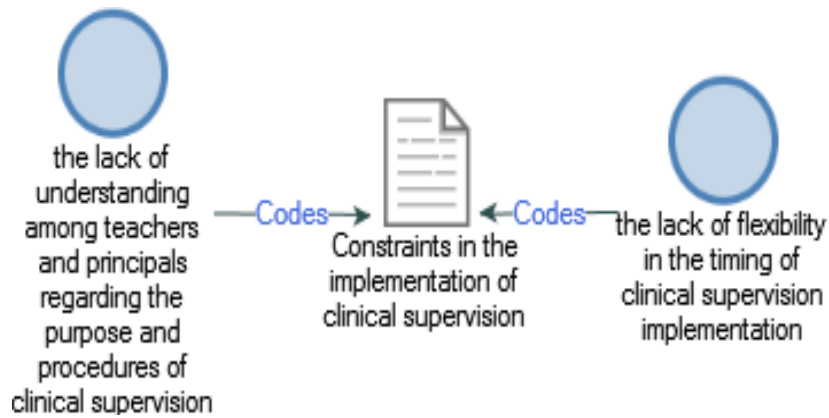 the lack of
understanding
among teachers
and principals
regarding the
purpose and
procedures of
clinical supervision
Codes
Constraints in the
implementation of
clinical supervision
Codes
the lack of flexibility
in the timing of
clinical supervision
implementation